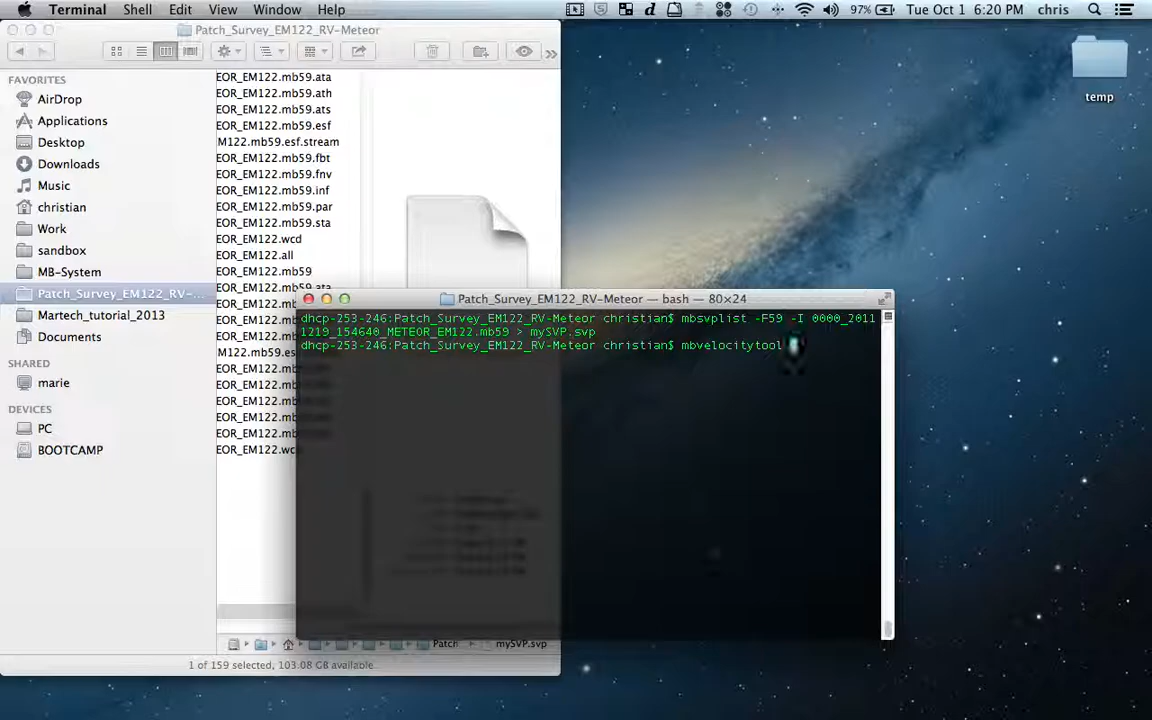 Terminal Shell Edit View Window Help 97% Tue Oct 1 6:20 PM chris
Patch_Survey_EM122_RV-Meteor
temp
FAVORITES
AirDrop
Applications
Desktop
Downloads
Music
christian
Work
sandbox
MB-System
Patch_Survey_EM122_RV-...
Martech_tutorial_2013
Documents
SHARED
marie
DEVICES
PC
BOOTCAMP
EOR_EM122.mb59.ata
EOR_EM122.mb59.ath
EOR_EM122.mb59.ats
EOR_EM122.mb59.esf
M122.mb59.esf.stream
EOR_EM122.mb59.fbt
EOR_EM122.mb59.fnv
EOR_EM122.mb59.inf
EOR_EM122.mb59.par
EOR_EM122.mb59.sta
EOR_EM122.wcd
EOR_EM122.all
EOR_EM122.mb59
Patch_Survey_EM122_RV-Meteor — bash — 80×24
dhcp-253-246:Patch_Survey_EM122_RV-Meteor christian$ mbsvplist -F59 -I 0000_2011
1219_154640_METEOR_EM122.mb59 > mySVP.svp
dhcp-253-246:Patch_Survey_EM122_RV-Meteor christian$ mbvelocitytool
Patch mySVP.svp
1 of 159 selected, 103.08 GB available